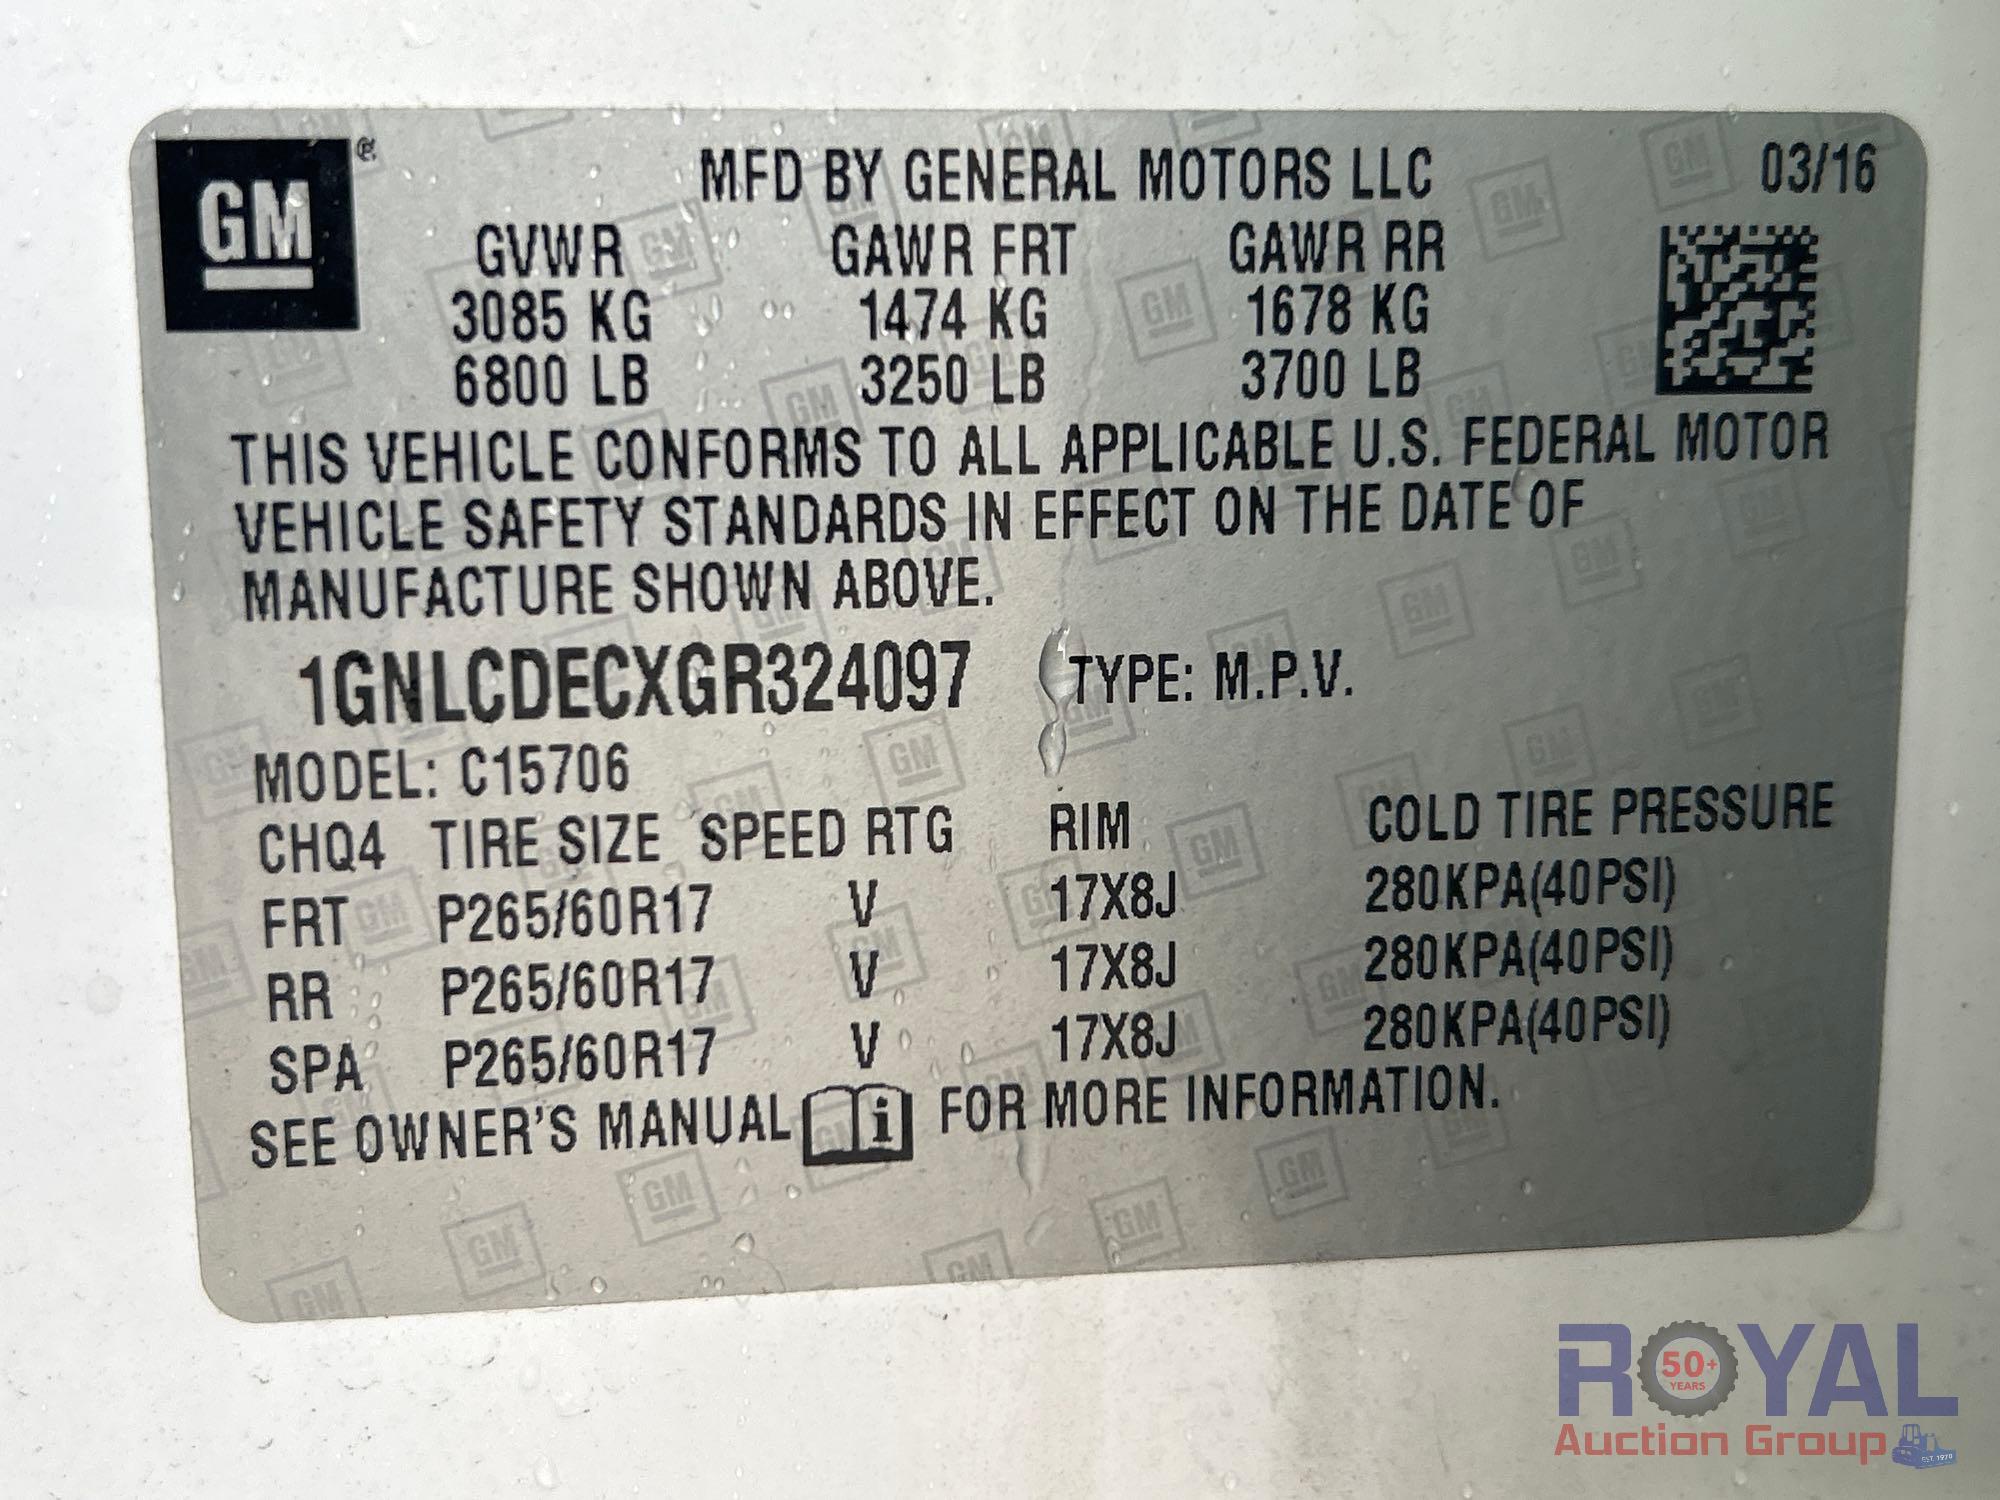 GM
MFD BY GENERAL MOTORS LLC 03/16
GVWR GAWR FRT GAWR RR
3085 KG 1474 KG 1678 KG
6800 LB 3250 LB 3700 LB
THIS VEHICLE CONFORMS TO ALL APPLICABLE U.S. FEDERAL MOTOR
VEHICLE SAFETY STANDARDS IN EFFECT ON THE DATE OF
MANUFACTURE SHOWN ABOVE.
1GNLCDECXGR324097 TYPE: M.P.V.
MODEL: C15706
CHQ4 TIRE SIZE SPEED RTG RIM COLD TIRE PRESSURE
FRT P265/60R17 V 17X8J 280KPA(40PSI)
RR P265/60R17 V 17X8J 280KPA(40PSI)
SPA P265/60R17 V 17X8J 280KPA(40PSI)
SEE OWNER'S MANUAL i FOR MORE INFORMATION.
ROYAL
50+
YEARS
Auction Group
EST. 1970